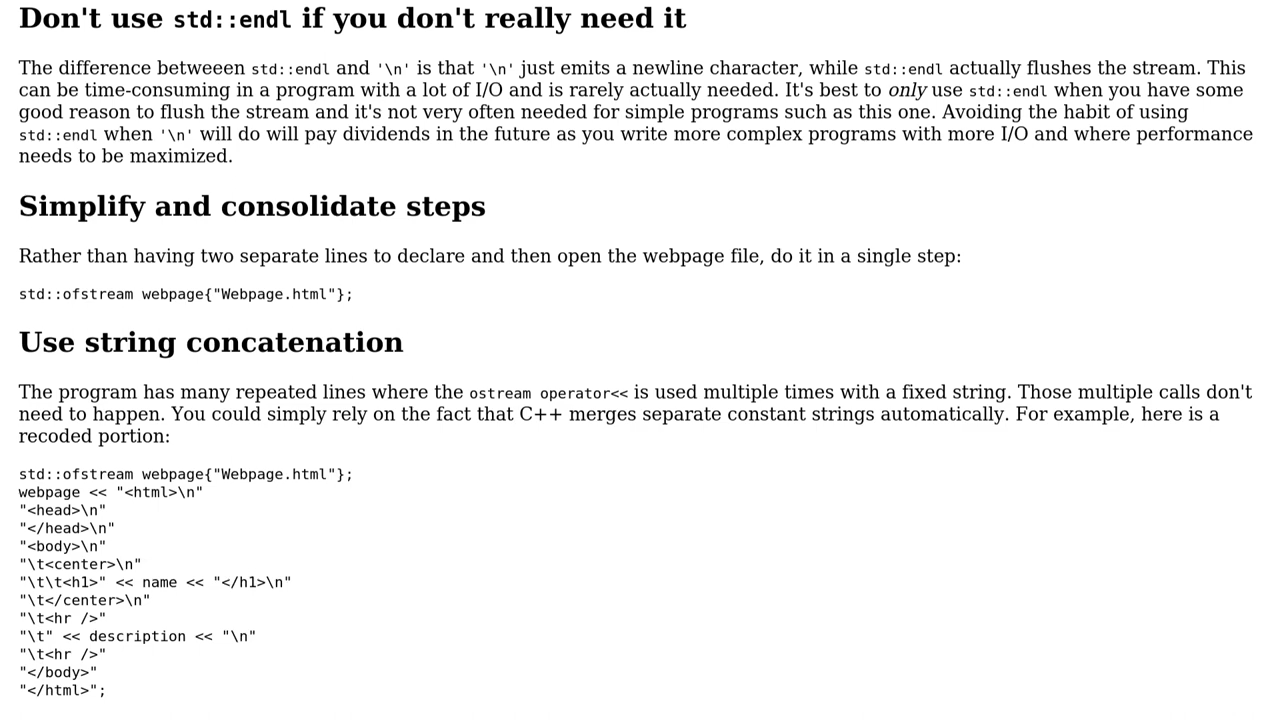 Don't use std::endl if you don't really need it
The difference betweeen std::endl and '\n' is that '\n' just emits a newline character, while std::endl actually flushes the stream. This
can be time-consuming in a program with a lot of I/O and is rarely actually needed. It's best to only use std::endl when you have some
good reason to flush the stream and it's not very often needed for simple programs such as this one. Avoiding the habit of using
std::endl when '\n' will do will pay dividends in the future as you write more complex programs with more I/O and where performance
needs to be maximized.
Simplify and consolidate steps
Rather than having two separate lines to declare and then open the webpage file, do it in a single step:
std::ofstream webpage{"Webpage.html"};
Use string concatenation
The program has many repeated lines where the ostream operator<< is used multiple times with a fixed string. Those multiple calls don't
need to happen. You could simply rely on the fact that C++ merges separate constant strings automatically. For example, here is a
recoded portion:
std::ofstream webpage{"Webpage.html"};
webpage << "<html>\n"
"<head>\n"
"</head>\n"
"<body>\n"
"\t<center>\n"
"\t\t<h1>" << name << "</h1>\n"
"\t</center>\n"
"\t<hr />"
"\t" << description << "\n"
"\t<hr />"
"</body>"
"</html>";